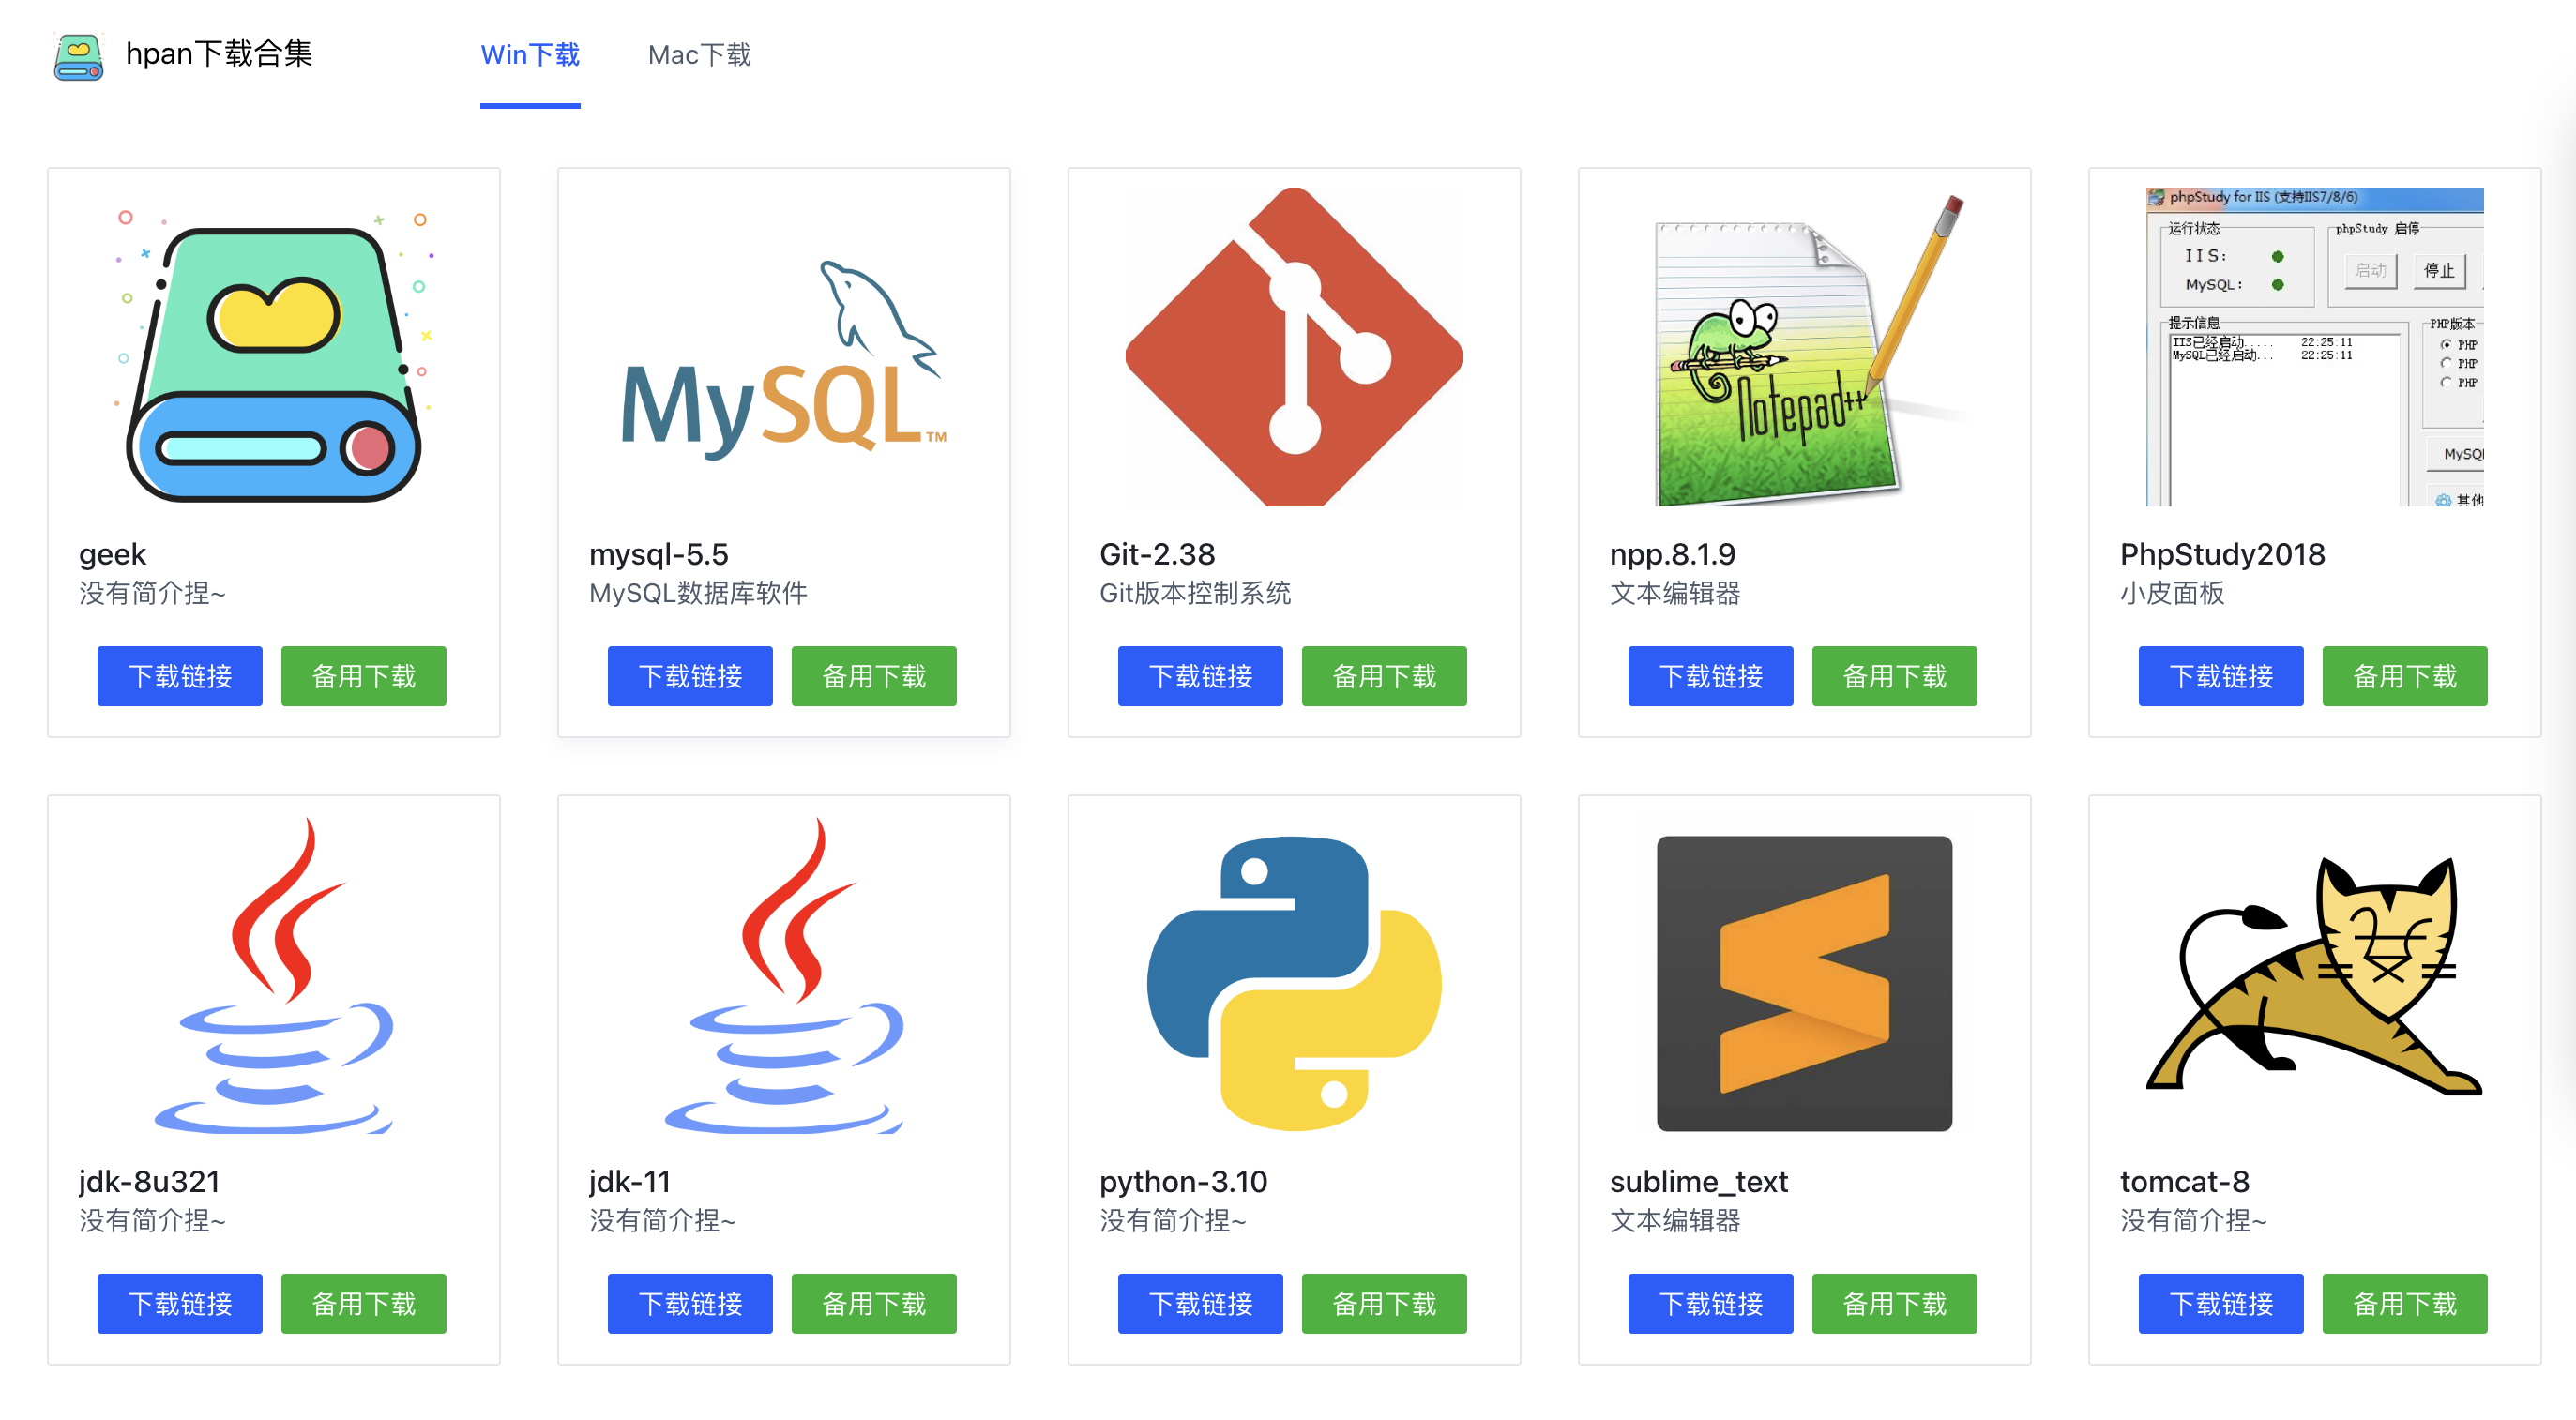 hpan下载合集
Win下载
Mac下载
MySQL™
Notepad++
phpStudy for IIS (支持IIS7/8/6)
运行状态
phpStudy 启停
IIS:
启动
停止
MySQL:
提示信息
PHP版本
IIS已经启动..... 22:25:11
PHP
MySQL已经启动... 22:25:11
PHP
PHP
MySQ
其他
geek
没有简介捏~
下载链接
备用下载
mysql-5.5
MySQL数据库软件
下载链接
备用下载
Git-2.38
Git版本控制系统
下载链接
备用下载
npp.8.1.9
文本编辑器
下载链接
备用下载
PhpStudy2018
小皮面板
下载链接
备用下载
jdk-8u321
没有简介捏~
下载链接
备用下载
jdk-11
没有简介捏~
下载链接
备用下载
python-3.10
没有简介捏~
下载链接
备用下载
sublime_text
文本编辑器
下载链接
备用下载
tomcat-8
没有简介捏~
下载链接
备用下载